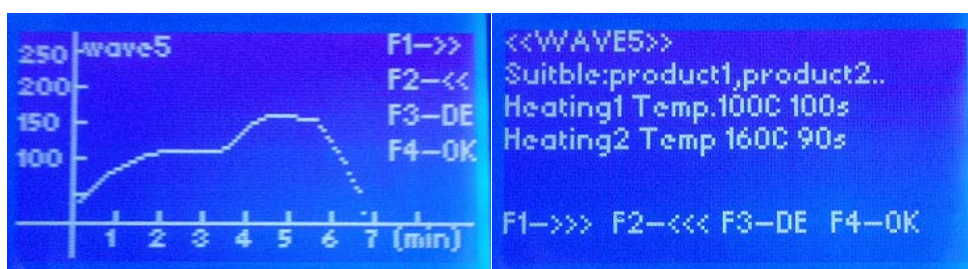 250 wave5 F1->>
200 F2-<<
150 F3-DE
100 F4-OK
1 2 3 4 5 6 7 (min)
<<WAVE5>>
Suitble:product1,product2..
Heating1 Temp.100C 100s
Heating2 Temp 160C 90s
F1->>> F2-<<< F3-DE F4-OK